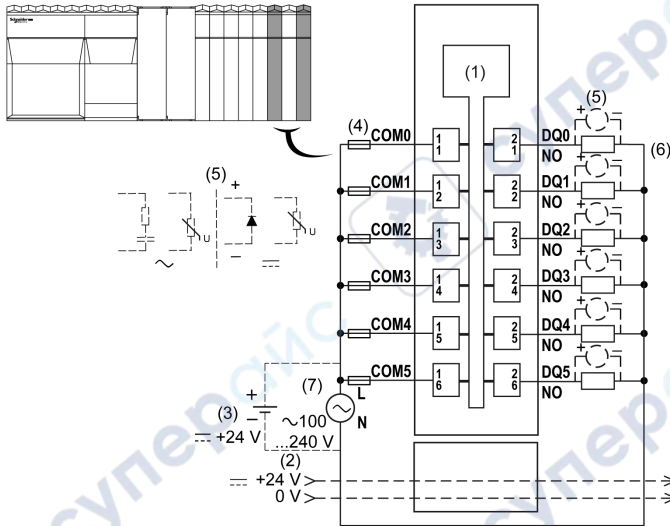 Schneider
(1)
(4) COM0 1 1 2 1 DQ0 NO (5) + − (6)
COM1 1 2 2 2 DQ1 NO + −
COM2 1 3 2 3 DQ2 NO + −
COM3 1 4 2 4 DQ3 NO + −
COM4 1 5 2 5 DQ4 NO + −
COM5 1 6 2 6 DQ5 NO + −
(5) +
U U
∼ −
(7) L
∼100 N
...240 V
+
(3) −
+24 V
(2)
+24 V
0 V
суперайс